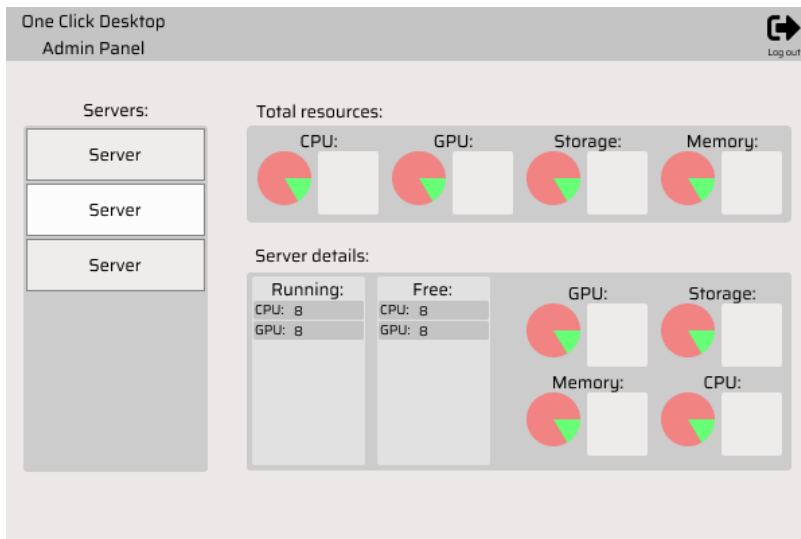 One Click Desktop
Admin Panel
Log out
Servers:
Server
Server
Server
Total resources:
CPU:
GPU:
Storage:
Memory:
Server details:
Running:
CPU: 8
GPU: 8
Free:
CPU: 8
GPU: 8
GPU:
Storage:
Memory:
CPU: